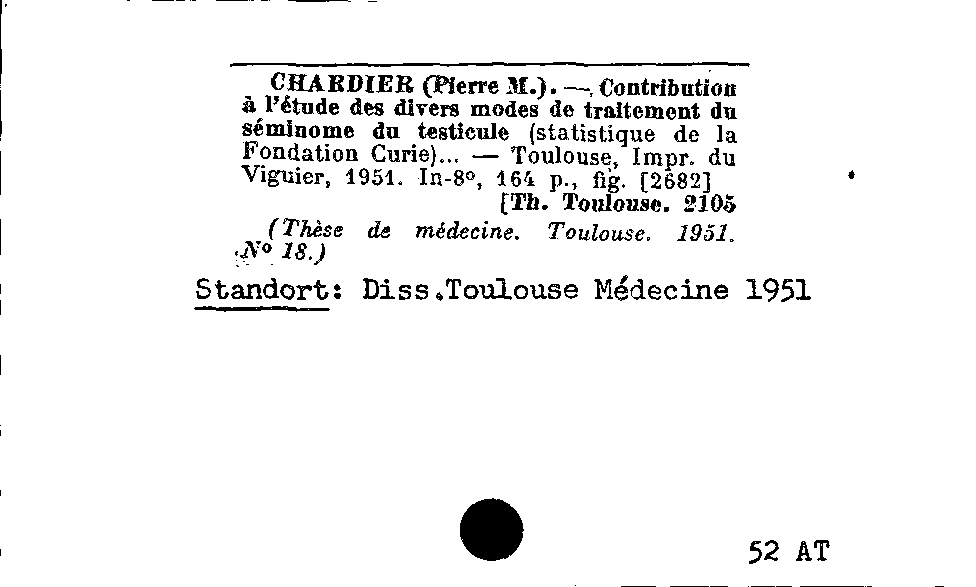 CHARDIER (Pierre M.). —, Contribution
à l'étude des divers modes de traitement du
séminome du testicule (statistique de la
Fondation Curie)... — Toulouse, Impr. du
Viguier, 1951. In-8º, 164 p., fig. [2682]
[Th. Toulouse. 2105
(Thèse de médecine. Toulouse. 1951.
Nº 18.)
Standort: Diss.Toulouse Médecine 1951
52 AT